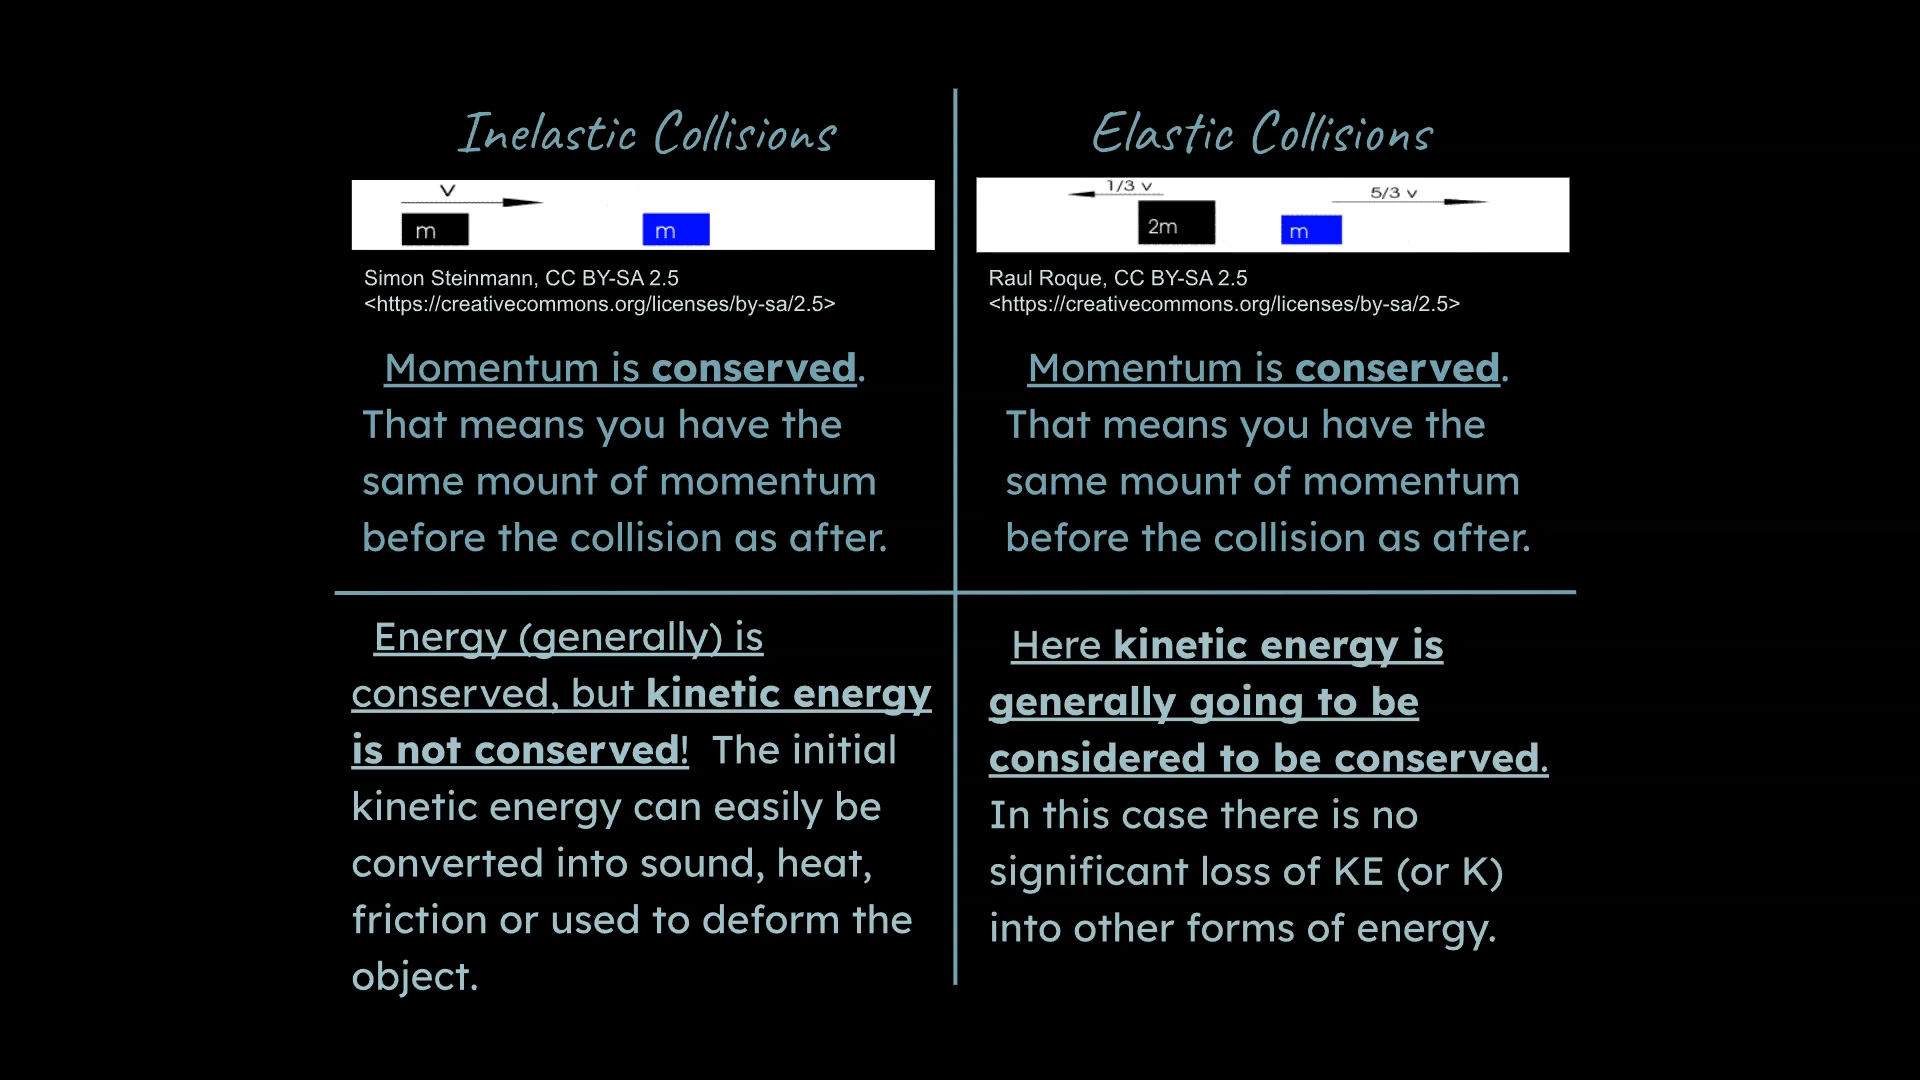 Inelastic Collisions
v
m
m
Simon Steinmann, CC BY-SA 2.5
<https://creativecommons.org/licenses/by-sa/2.5>
Momentum is conserved.
That means you have the
same mount of momentum
before the collision as after.
Energy (generally) is
conserved, but kinetic energy
is not conserved! The initial
kinetic energy can easily be
converted into sound, heat,
friction or used to deform the
object.
Elastic Collisions
1/3 v
5/3 v
2m
m
Raul Roque, CC BY-SA 2.5
<https://creativecommons.org/licenses/by-sa/2.5>
Momentum is conserved.
That means you have the
same mount of momentum
before the collision as after.
Here kinetic energy is
generally going to be
considered to be conserved.
In this case there is no
significant loss of KE (or K)
into other forms of energy.